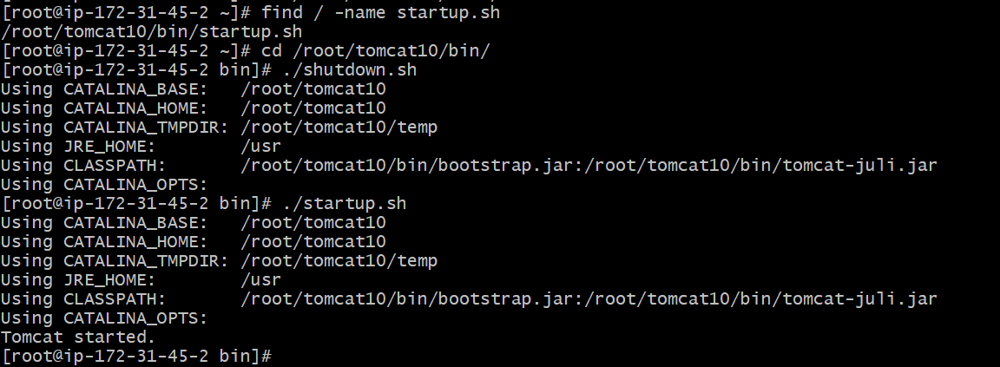 [root@ip-172-31-45-2 ~]# find / -name startup.sh
/root/tomcat10/bin/startup.sh
[root@ip-172-31-45-2 ~]# cd /root/tomcat10/bin/
[root@ip-172-31-45-2 bin]# ./shutdown.sh
Using CATALINA_BASE:   /root/tomcat10
Using CATALINA_HOME:   /root/tomcat10
Using CATALINA_TMPDIR: /root/tomcat10/temp
Using JRE_HOME:        /usr
Using CLASSPATH:       /root/tomcat10/bin/bootstrap.jar:/root/tomcat10/bin/tomcat-juli.jar
Using CATALINA_OPTS:
[root@ip-172-31-45-2 bin]# ./startup.sh
Using CATALINA_BASE:   /root/tomcat10
Using CATALINA_HOME:   /root/tomcat10
Using CATALINA_TMPDIR: /root/tomcat10/temp
Using JRE_HOME:        /usr
Using CLASSPATH:       /root/tomcat10/bin/bootstrap.jar:/root/tomcat10/bin/tomcat-juli.jar
Using CATALINA_OPTS:
Tomcat started.
[root@ip-172-31-45-2 bin]#